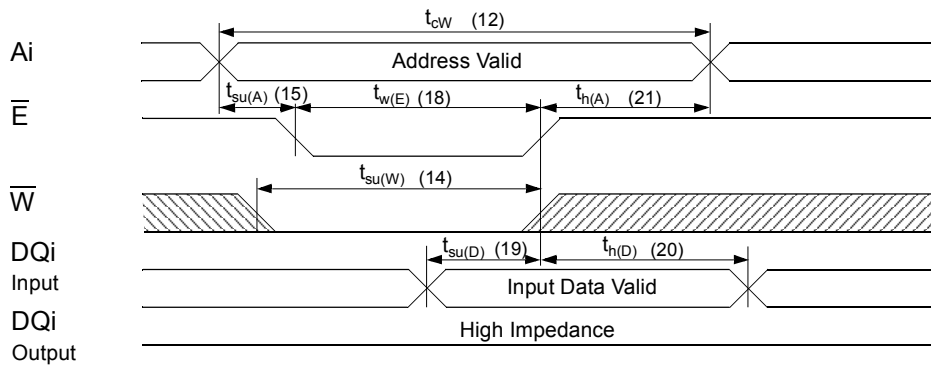 t_cW (12)
Ai
Address Valid
t_su(A) (15) t_w(E) (18) t_h(A) (21)
E̅
t_su(W) (14)
W̅
DQi t_su(D) (19) t_h(D) (20)
Input
Input Data Valid
DQi
High Impedance
Output